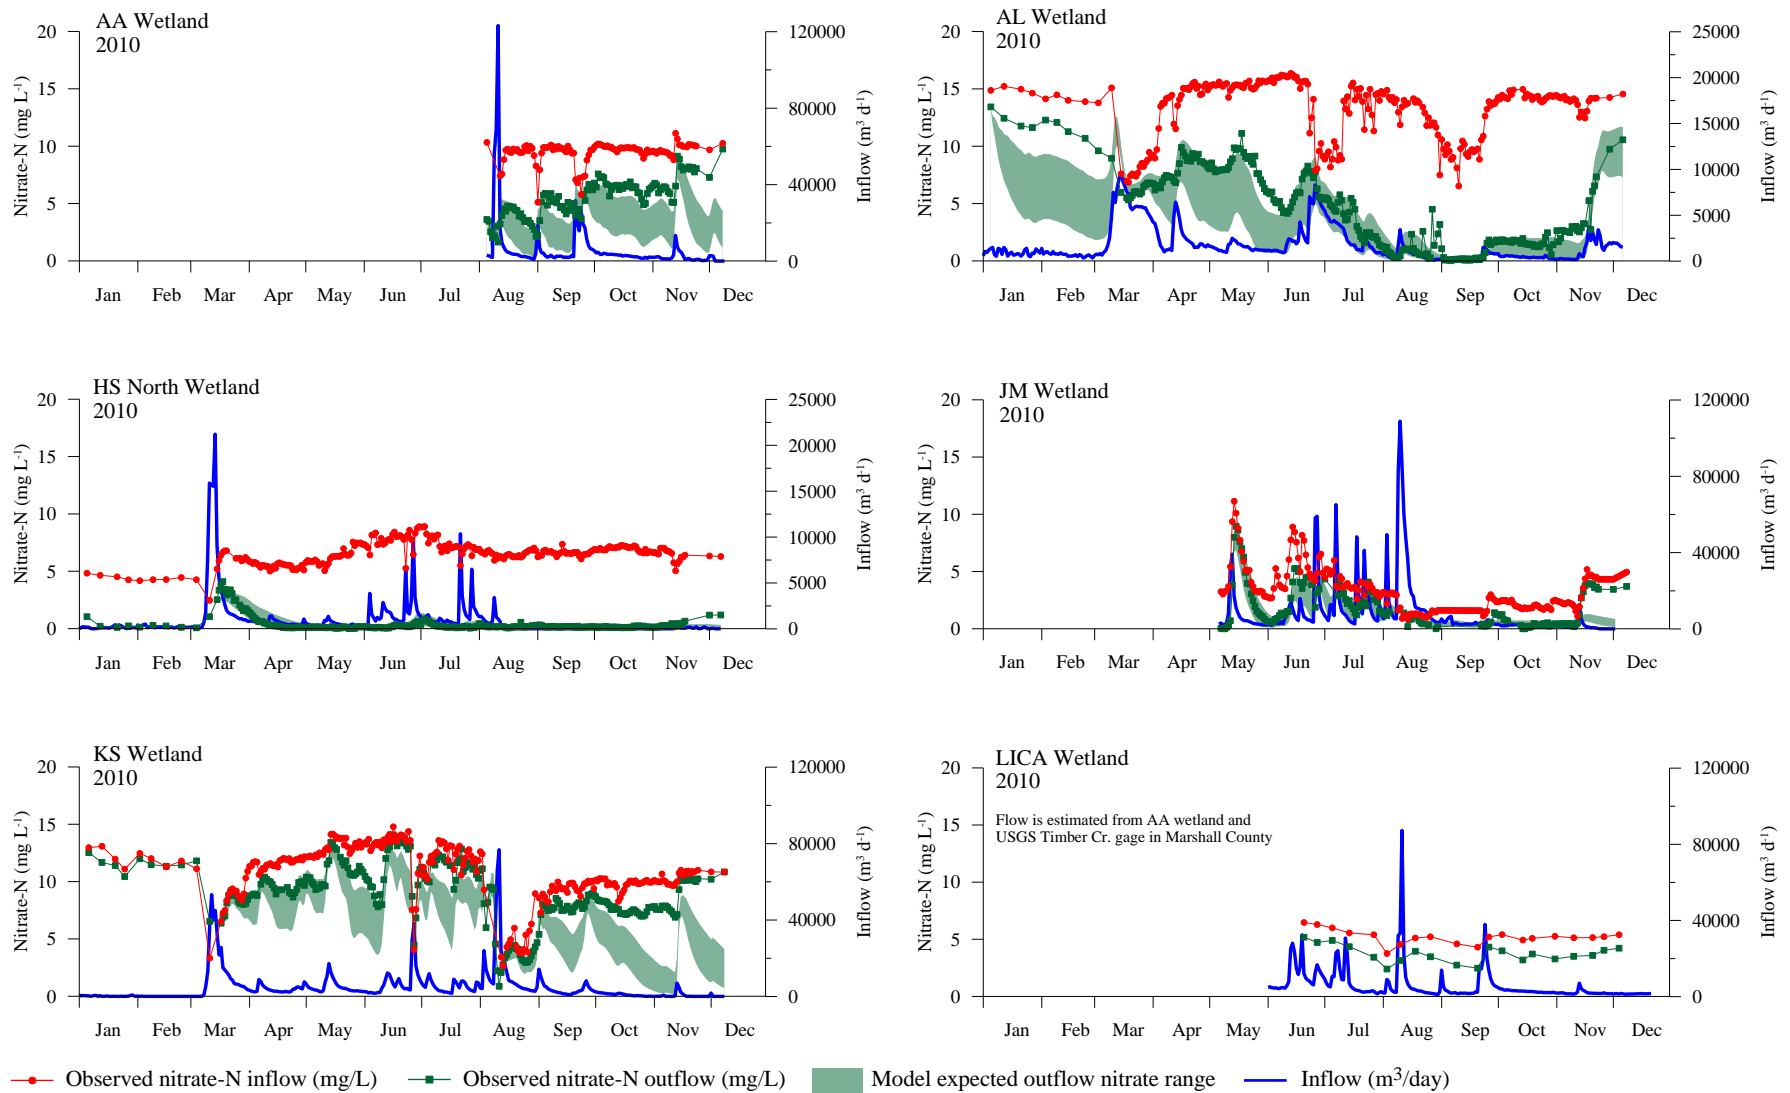 AA Wetland
2010
20
15
10
5
0
Nitrate-N (mg L-1)
120000
80000
40000
0
Inflow (m3 d-1)
Jan Feb Mar Apr May Jun Jul Aug Sep Oct Nov Dec
AL Wetland
2010
20
15
10
5
0
Nitrate-N (mg L-1)
25000
20000
15000
10000
5000
0
Inflow (m3 d-1)
Jan Feb Mar Apr May Jun Jul Aug Sep Oct Nov Dec
HS North Wetland
2010
20
15
10
5
0
Nitrate-N (mg L-1)
25000
20000
15000
10000
5000
0
Inflow (m3 d-1)
Jan Feb Mar Apr May Jun Jul Aug Sep Oct Nov Dec
JM Wetland
2010
20
15
10
5
0
Nitrate-N (mg L-1)
120000
80000
40000
0
Inflow (m3 d-1)
Jan Feb Mar Apr May Jun Jul Aug Sep Oct Nov Dec
KS Wetland
2010
20
15
10
5
0
Nitrate-N (mg L-1)
120000
80000
40000
0
Inflow (m3 d-1)
Jan Feb Mar Apr May Jun Jul Aug Sep Oct Nov Dec
LICA Wetland
2010
Flow is estimated from AA wetland and
USGS Timber Cr. gage in Marshall County
20
15
10
5
0
Nitrate-N (mg L-1)
120000
80000
40000
0
Inflow (m3 d-1)
Jan Feb Mar Apr May Jun Jul Aug Sep Oct Nov Dec
Observed nitrate-N inflow (mg/L) Observed nitrate-N outflow (mg/L) Model expected outflow nitrate range Inflow (m3/day)